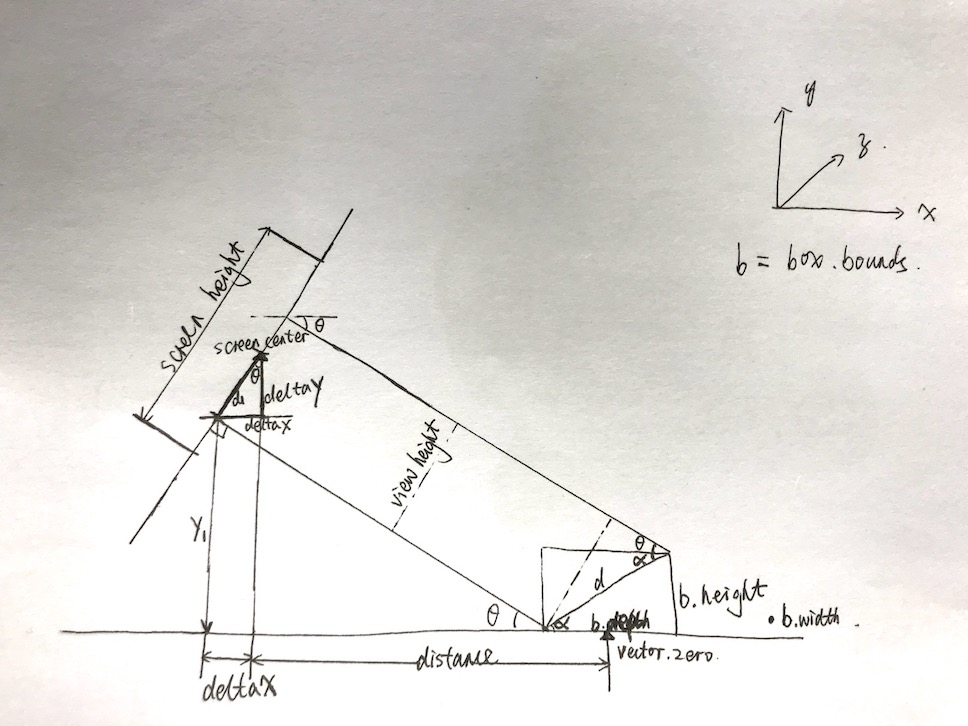 y
z.
x
b = box.bounds.
screen height
θ
screen center
θ
d₁
deltaY
deltaX
view height
Y₁
θ
α
d
b.height
θ
α
b.depth
• b.width.
vector.zero.
distance
deltaX